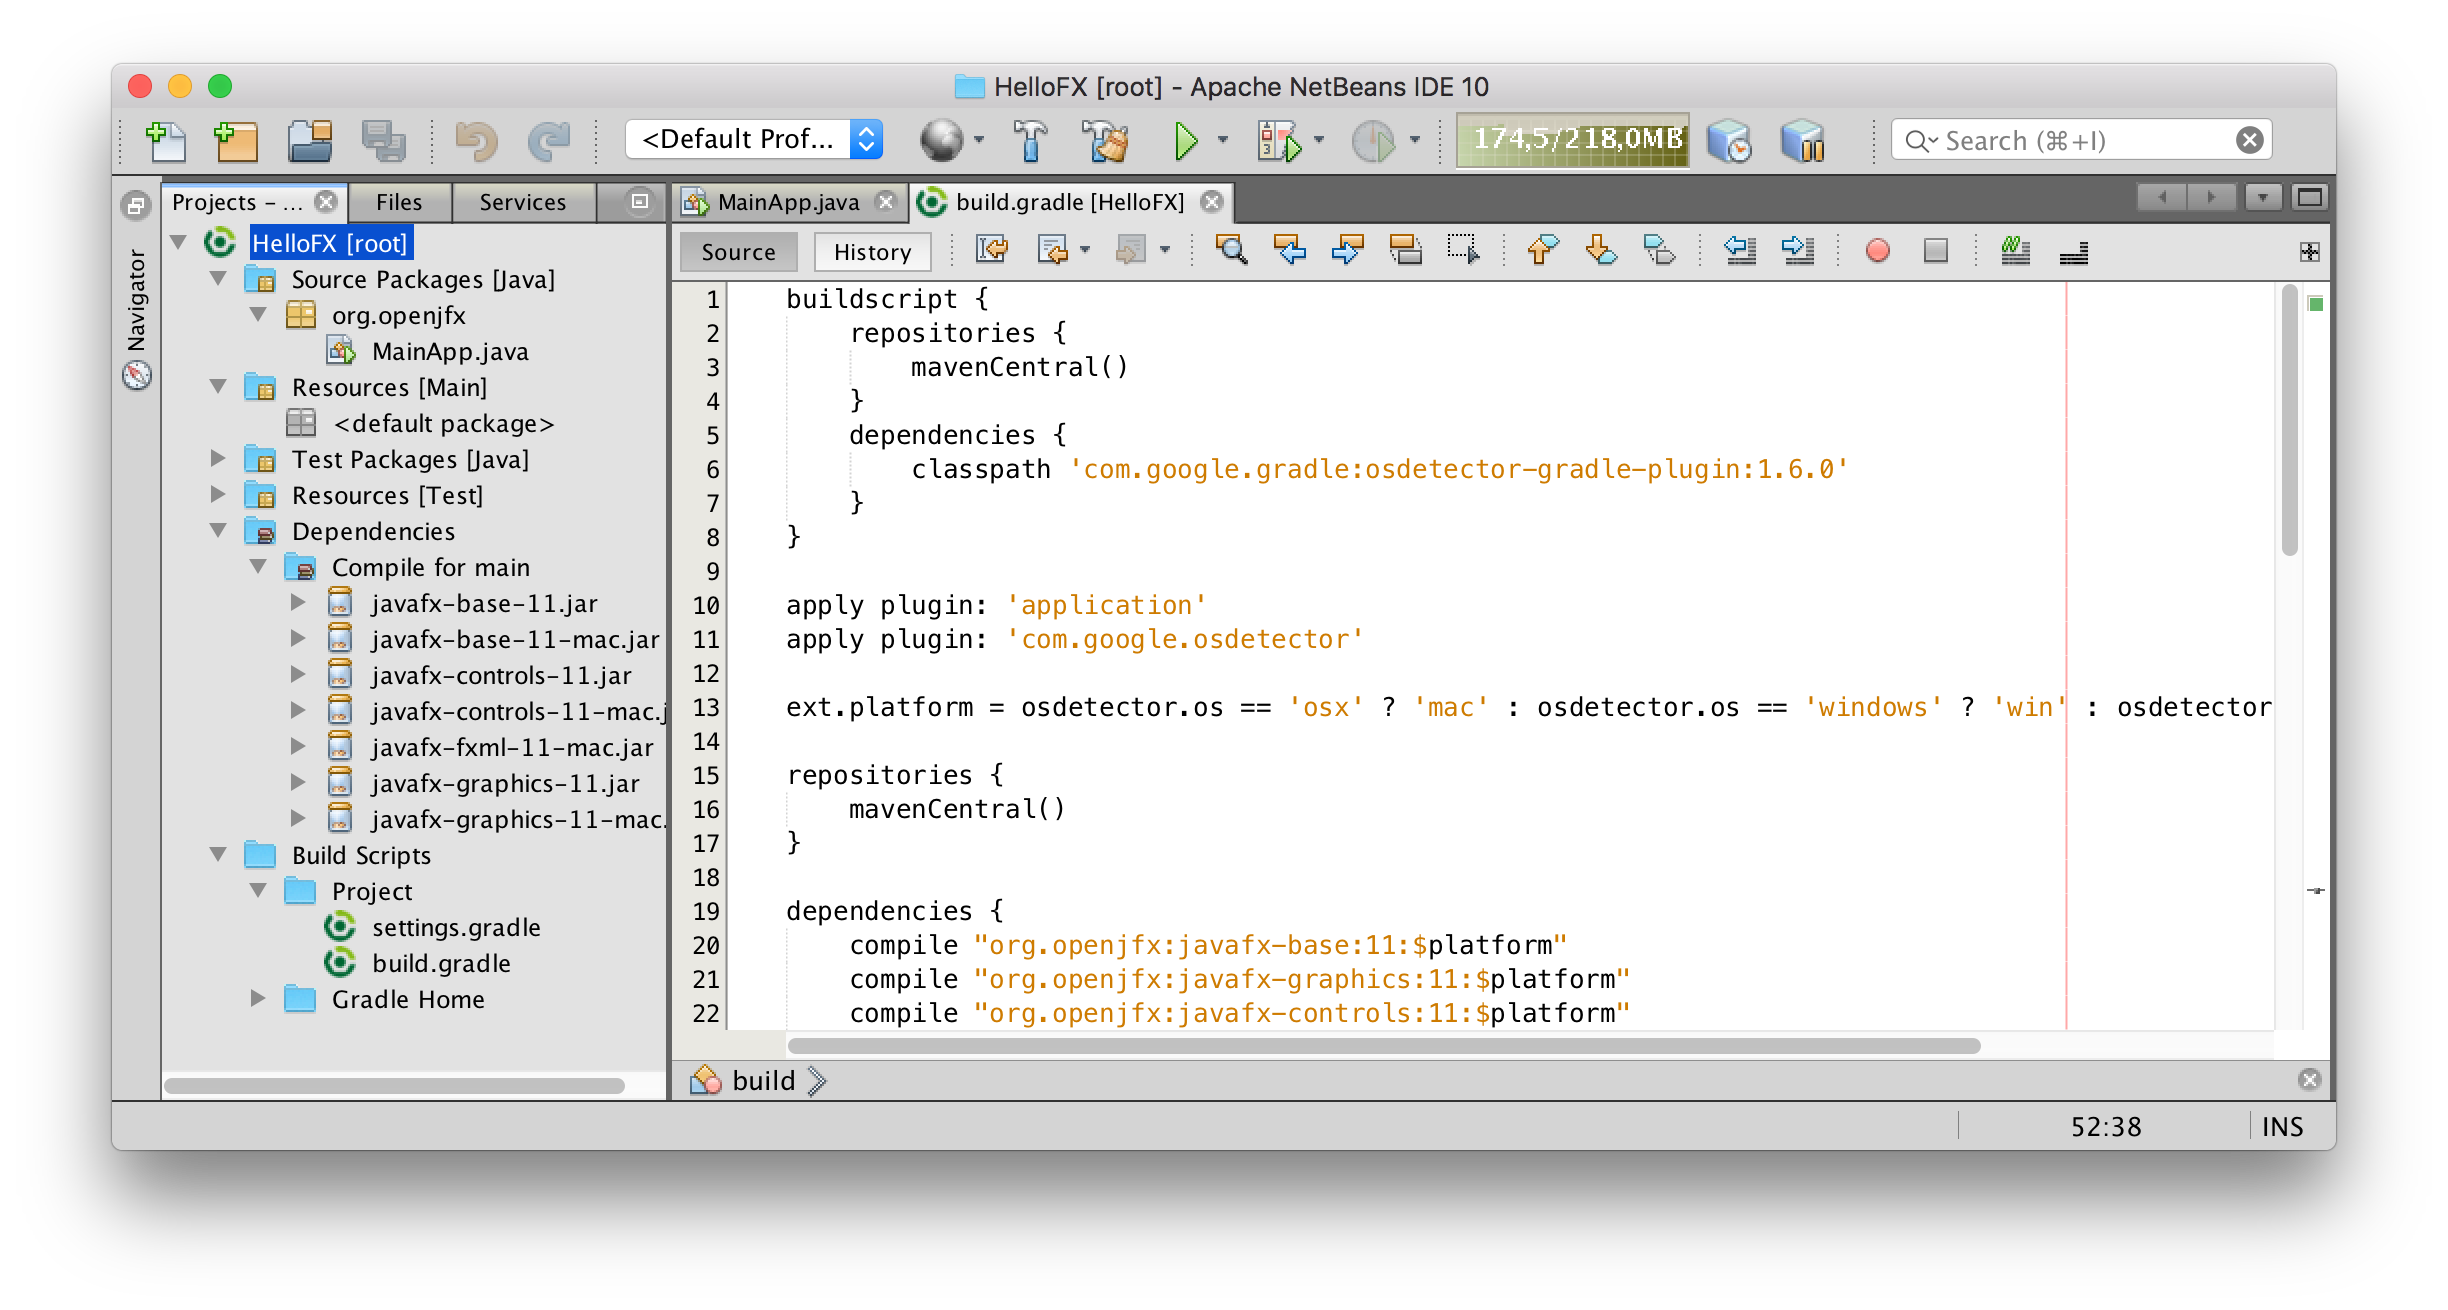 HelloFX [root] - Apache NetBeans IDE 10
<Default Prof...
174,5/218,0MB
Search (⌘+I)
Navigator
Projects – ...
Files
Services
HelloFX [root]
Source Packages [Java]
org.openjfx
MainApp.java
Resources [Main]
<default package>
Test Packages [Java]
Resources [Test]
Dependencies
Compile for main
javafx-base-11.jar
javafx-base-11-mac.jar
javafx-controls-11.jar
javafx-controls-11-mac.j
javafx-fxml-11-mac.jar
javafx-graphics-11.jar
javafx-graphics-11-mac.
Build Scripts
Project
settings.gradle
build.gradle
Gradle Home
MainApp.java
build.gradle [HelloFX]
Source
History
1 buildscript {
2 repositories {
3 mavenCentral()
4 }
5 dependencies {
6 classpath 'com.google.gradle:osdetector-gradle-plugin:1.6.0'
7 }
8 }
9
10 apply plugin: 'application'
11 apply plugin: 'com.google.osdetector'
12
13 ext.platform = osdetector.os == 'osx' ? 'mac' : osdetector.os == 'windows' ? 'win' : osdetector
14
15 repositories {
16 mavenCentral()
17 }
18
19 dependencies {
20 compile "org.openjfx:javafx-base:11:$platform"
21 compile "org.openjfx:javafx-graphics:11:$platform"
22 compile "org.openjfx:javafx-controls:11:$platform"
build
52:38
INS